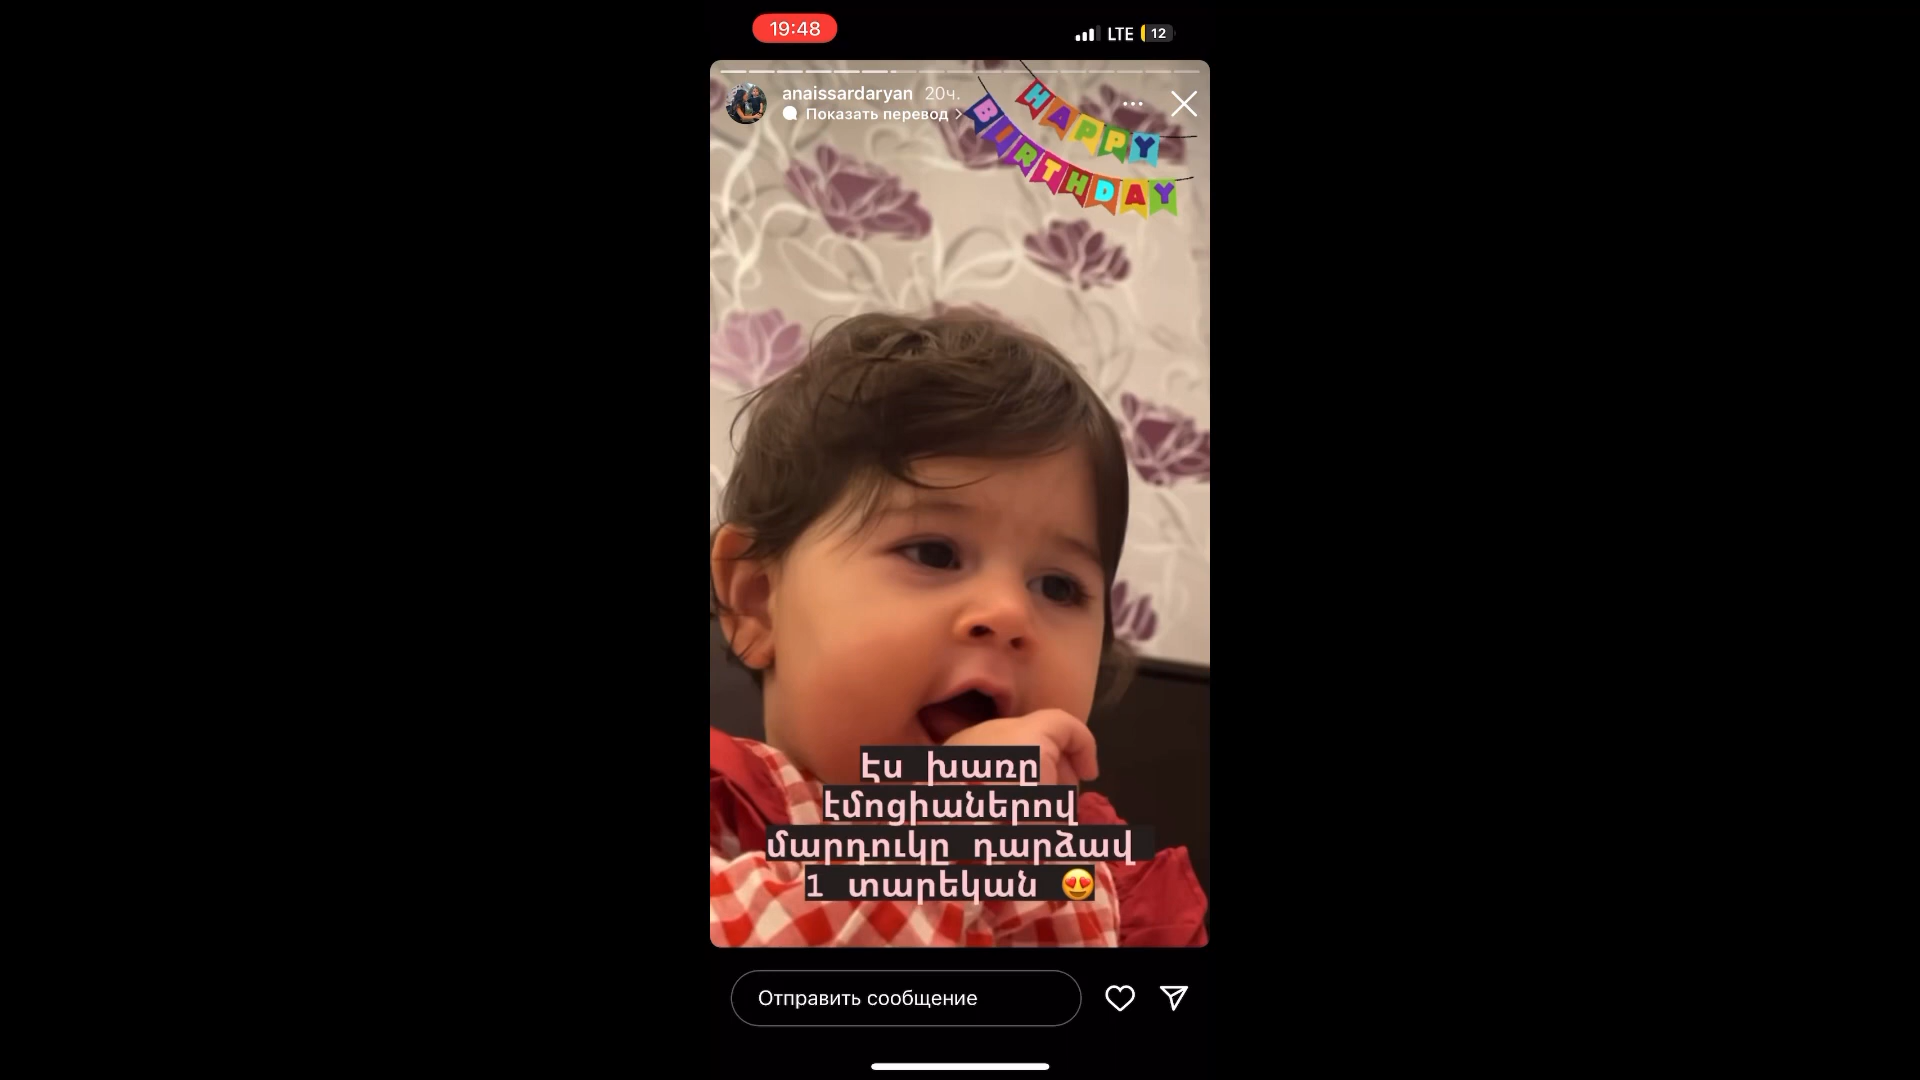 19:48
LTE 12
anaissardaryan 20ч.
Показать перевод
HAPPY
BIRTHDAY
էս խառը
էմոցիաներով
մարդուկը դարձավ
1 տարեկան 😍
Отправить сообщение